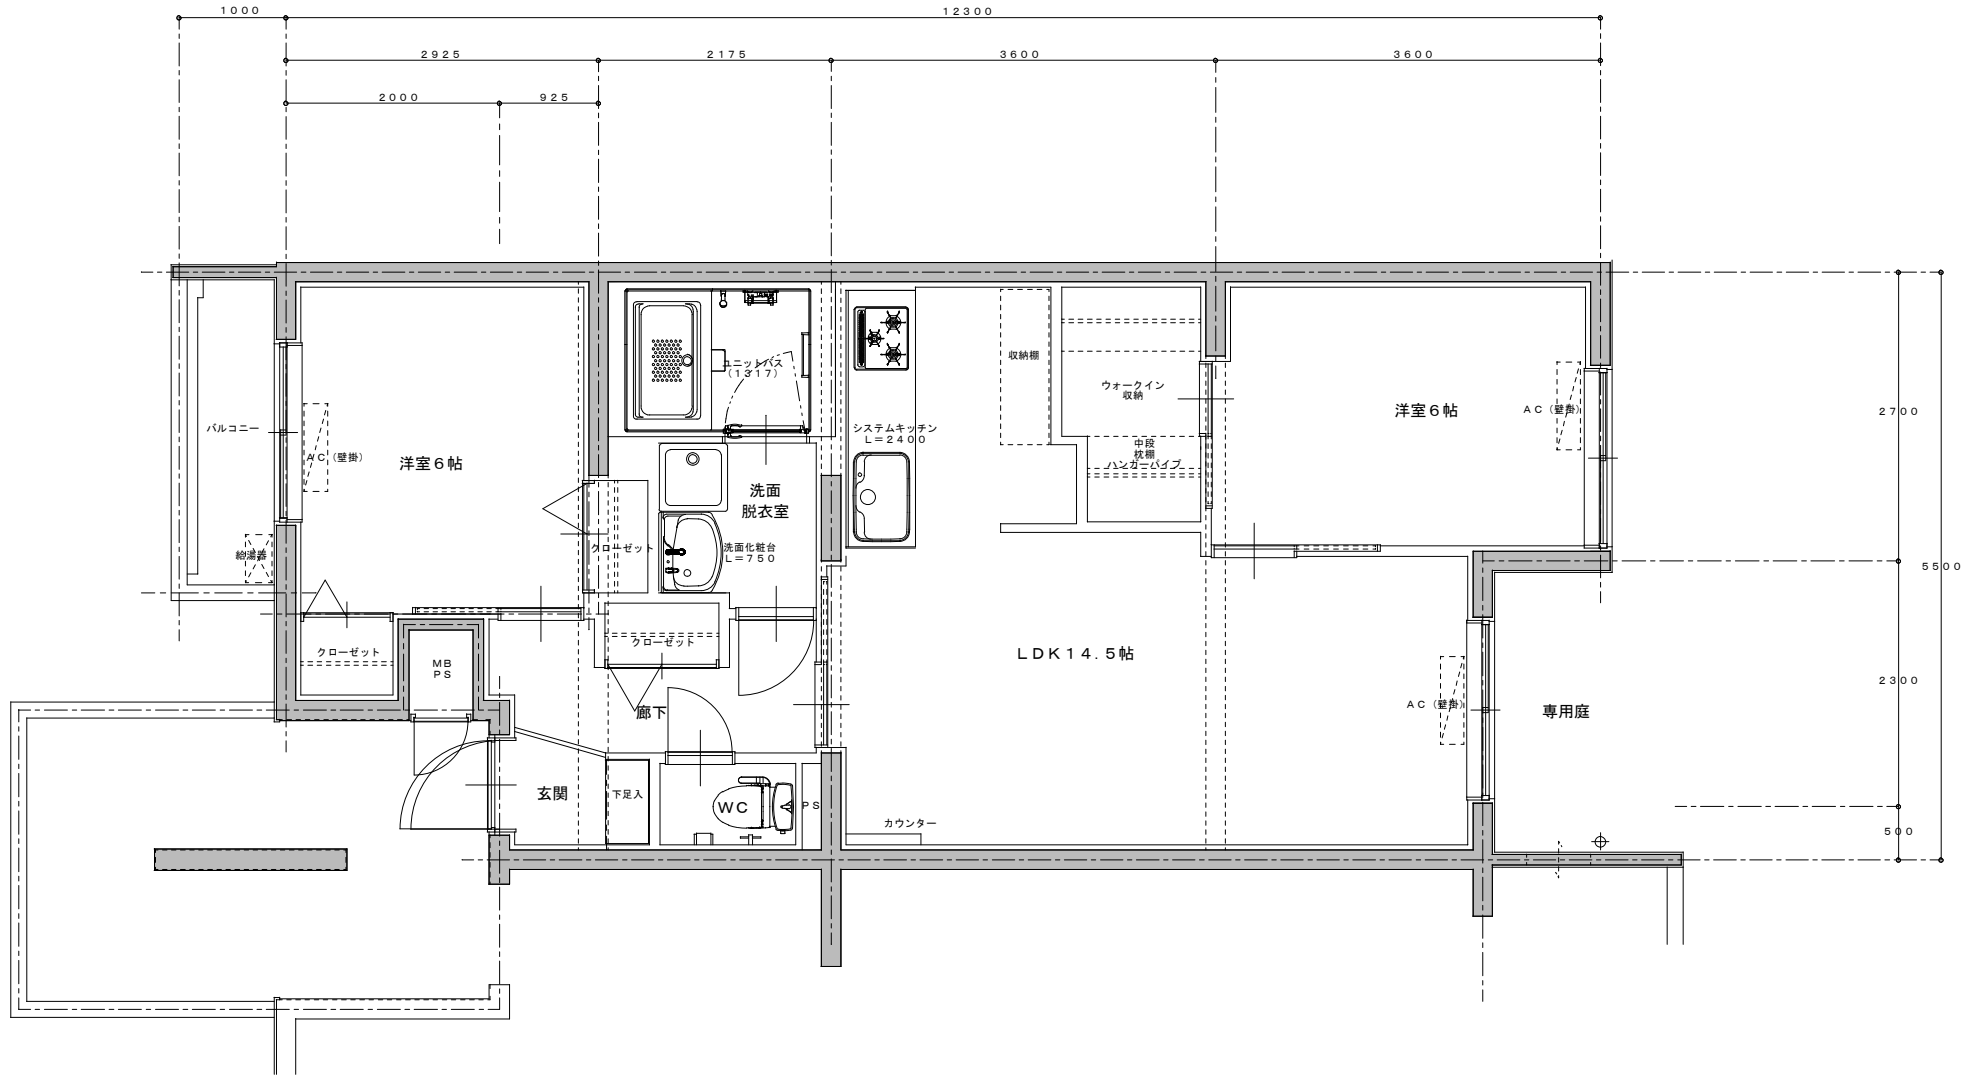 1000
12300
2925
2175
3600
3600
2000
925
収納棚
ユニットバス
(1317)
ウォークイン
収納
洋室6帖
AC(壁掛)
2700
バルコニー
AC(壁掛)
洋室6帖
システムキッチン
L=2400
中段
枕棚
ハンガーパイプ
洗面
脱衣室
給湯器
クローゼット
洗面化粧台
L=750
5500
クローゼット
クローゼット
MB
PS
LDK14.5帖
2300
廊下
AC(壁掛)
専用庭
玄関
下足入
WC
PS
カウンター
500